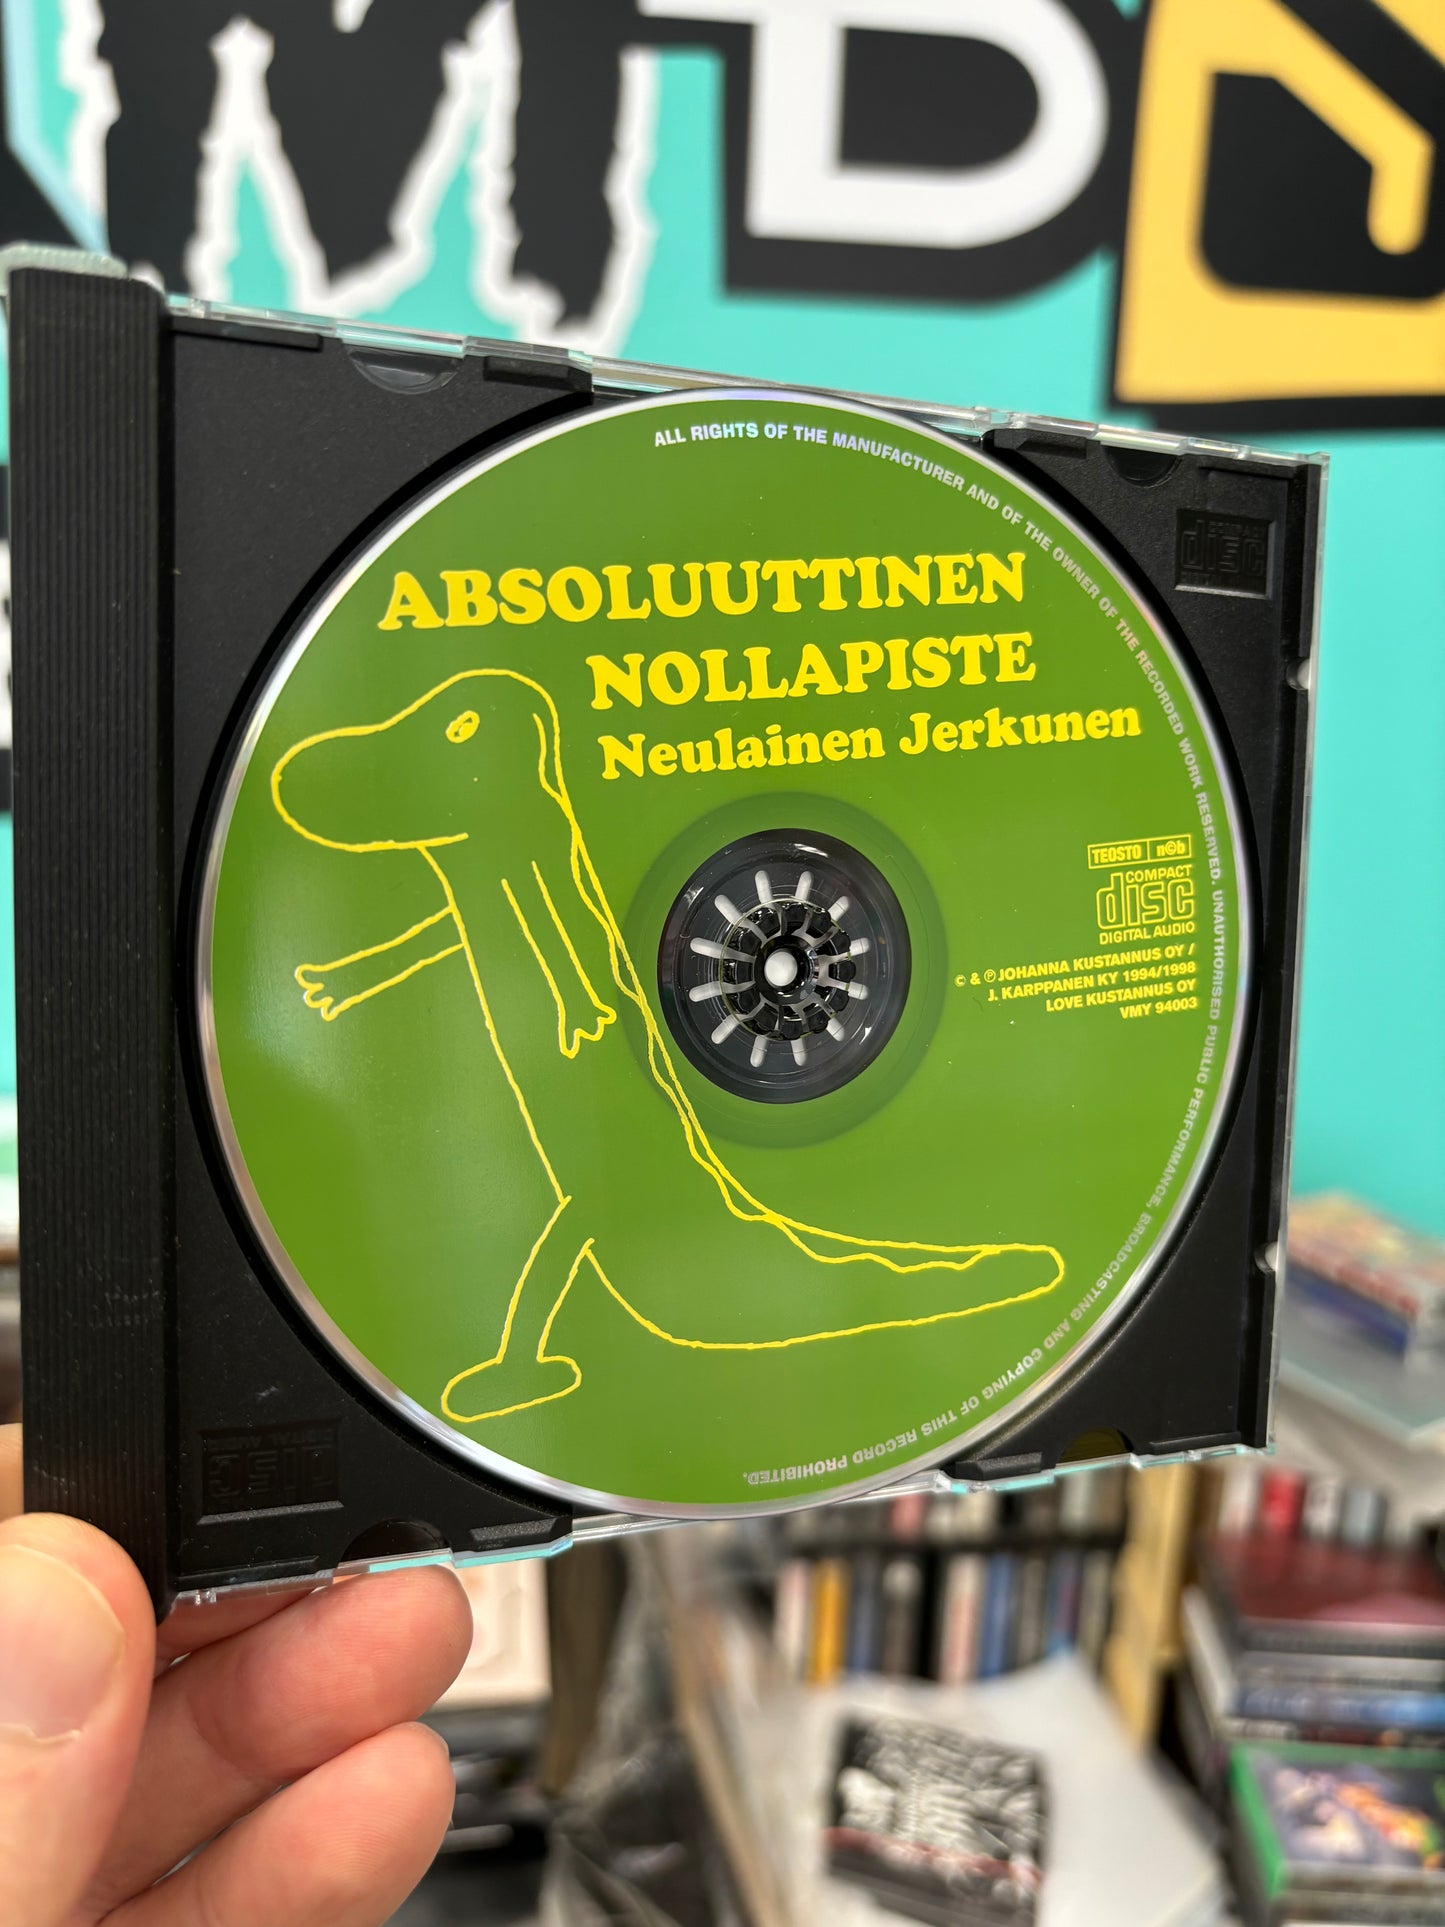 ALL RIGHTS OF THE MANUFACTURER AND OF THE OWNER OF THE RECORDED WORK RESERVED. UNAUTHORISED PUBLIC PERFORMANCE, BROADCASTING AND COPYING OF THIS RECORD PROHIBITED.
ABSOLUUTTINEN
NOLLAPISTE
Neulainen Jerkunen
TEOSTO n©b
COMPACT
disc
DIGITAL AUDIO
© & ℗ JOHANNA KUSTANNUS OY /
J. KARPPANEN KY 1994/1998
LOVE KUSTANNUS OY
VMY 94003
COMPACT
disc